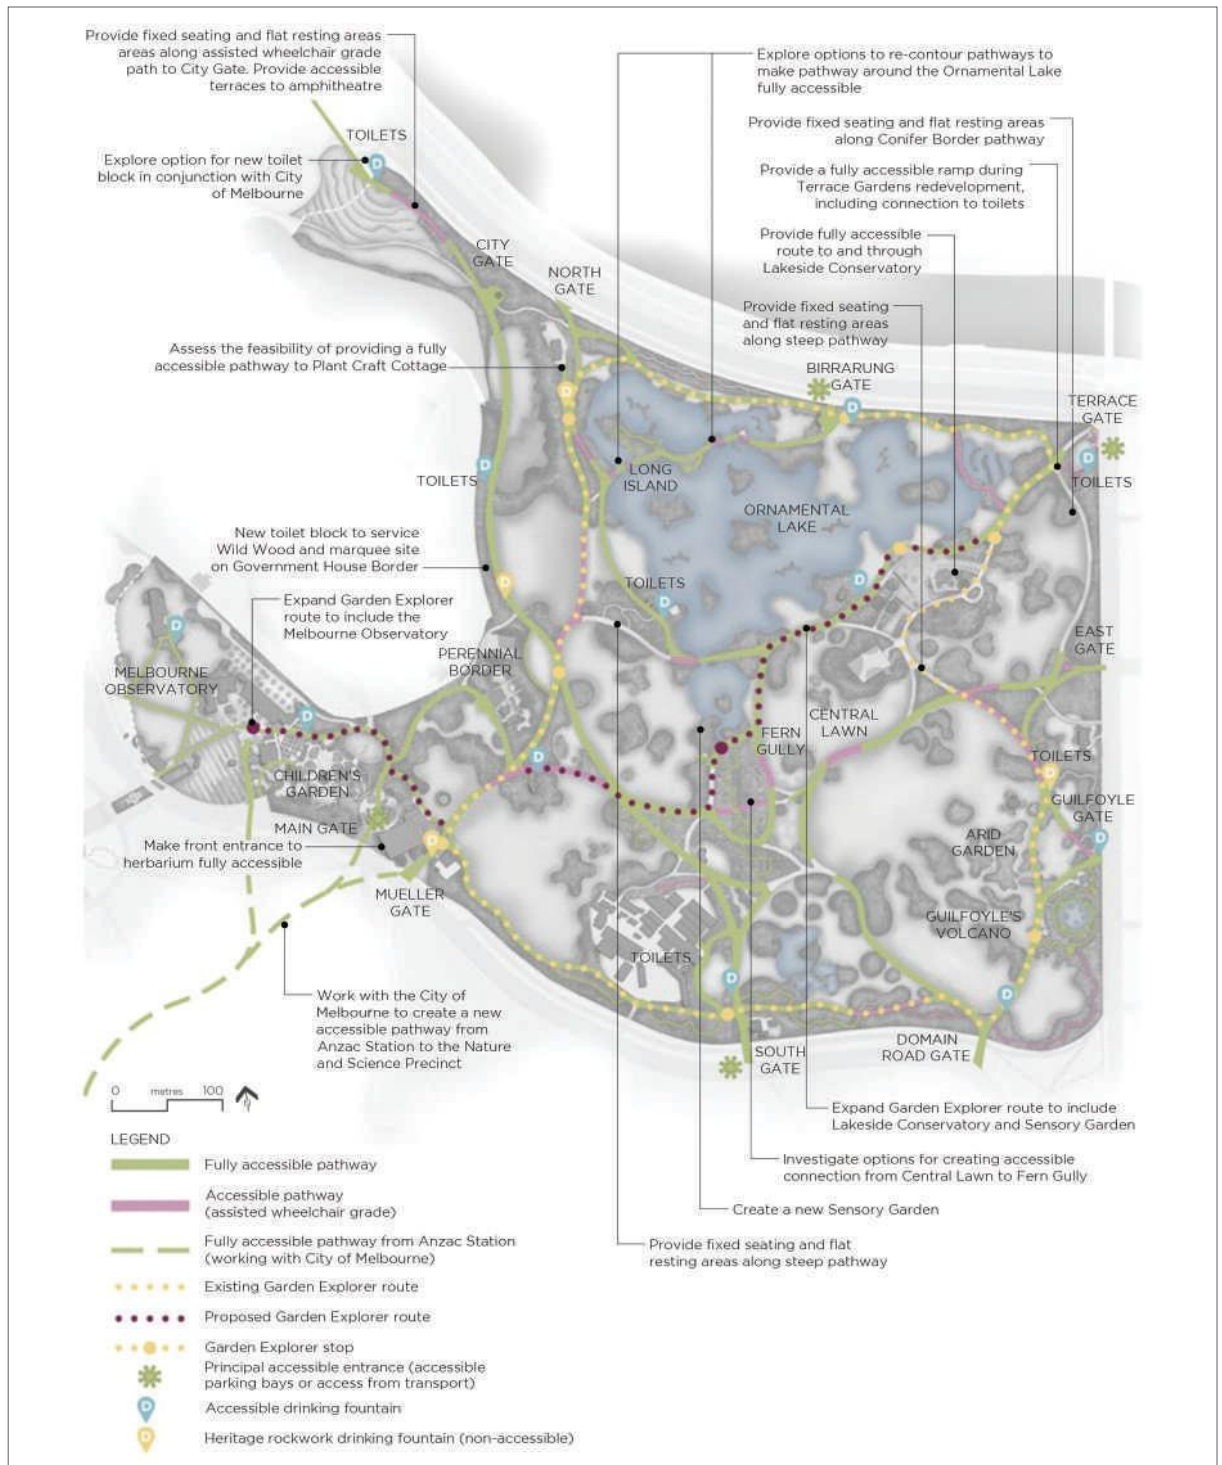 Provide fixed seating and flat resting areas
areas along assisted wheelchair grade
path to City Gate. Provide accessible
terraces to amphitheatre
Explore options to re-contour pathways to
make pathway around the Ornamental Lake
fully accessible
TOILETS
Explore option for new toilet
block in conjunction with City
of Melbourne
D
Provide fixed seating and flat resting areas
along Conifer Border pathway
Provide a fully accessible ramp during
Terrace Gardens redevelopment,
including connection to toilets
Provide fully accessible
route to and through
Lakeside Conservatory
CITY
GATE
NORTH
GATE
Provide fixed seating
and flat resting areas
along steep pathway
Assess the feasibility of providing a fully
accessible pathway to Plant Craft Cottage
D
BIRRARUNG
GATE
D
TERRACE
GATE
D
TOILETS
D
TOILETS
LONG
ISLAND
ORNAMENTAL
LAKE
New toilet block to service
Wild Wood and marquee site
on Government House Border
D
TOILETS
D
D
Expand Garden Explorer
route to include the
Melbourne Observatory
D
MELBOURNE
OBSERVATORY
PERENNIAL
BORDER
EAST
GATE
D
CENTRAL
LAWN
FERN
GULLY
D
TOILETS
D
CHILDREN'S
GARDEN
GUILFOYLE
GATE
D
MAIN GATE
Make front entrance to
herbarium fully accessible
D
ARID
GARDEN
MUELLER
GATE
GUILFOYLE'S
VOLCANO
TOILETS
D
D
Work with the City of
Melbourne to create a new
accessible pathway from
Anzac Station to the Nature
and Science Precinct
SOUTH
GATE
DOMAIN
ROAD GATE
0 metres 100
Expand Garden Explorer route to include
Lakeside Conservatory and Sensory Garden
Investigate options for creating accessible
connection from Central Lawn to Fern Gully
Create a new Sensory Garden
Provide fixed seating and flat
resting areas along steep pathway
LEGEND
Fully accessible pathway
Accessible pathway
(assisted wheelchair grade)
Fully accessible pathway from Anzac Station
(working with City of Melbourne)
Existing Garden Explorer route
Proposed Garden Explorer route
Garden Explorer stop
Principal accessible entrance (accessible
parking bays or access from transport)
D Accessible drinking fountain
D Heritage rockwork drinking fountain (non-accessible)